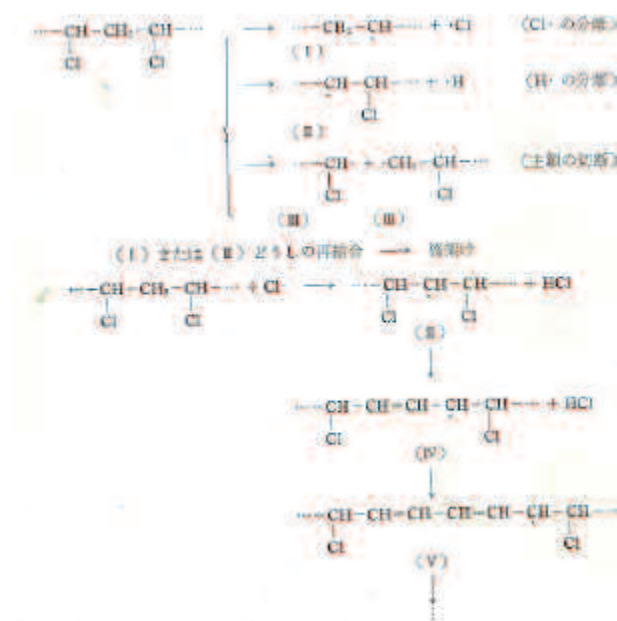 ····—CH—CH₂—CH—···· → ····—CH₂—CH—···· + ·Cl (Cl·の分離)
Cl Cl
(I)
γ → ····—CH—CH—···· + ·H (H·の分離)
Cl
(II)
→ ····—CH + ·CH₂—CH—···· (主鎖の切断)
Cl Cl
(III) (III)
(I)または(II)どうしの再結合 →
····—CH—CH₂—CH—···· + Cl → ····—CH—CH—CH—···· + HCl
Cl Cl Cl Cl
(II)
↓
····—CH—CH=CH—CH—CH—···· + HCl
Cl Cl
(IV)
↓
····—CH—CH=CH—CH—CH—CH—CH—····
Cl Cl
(V)
↓